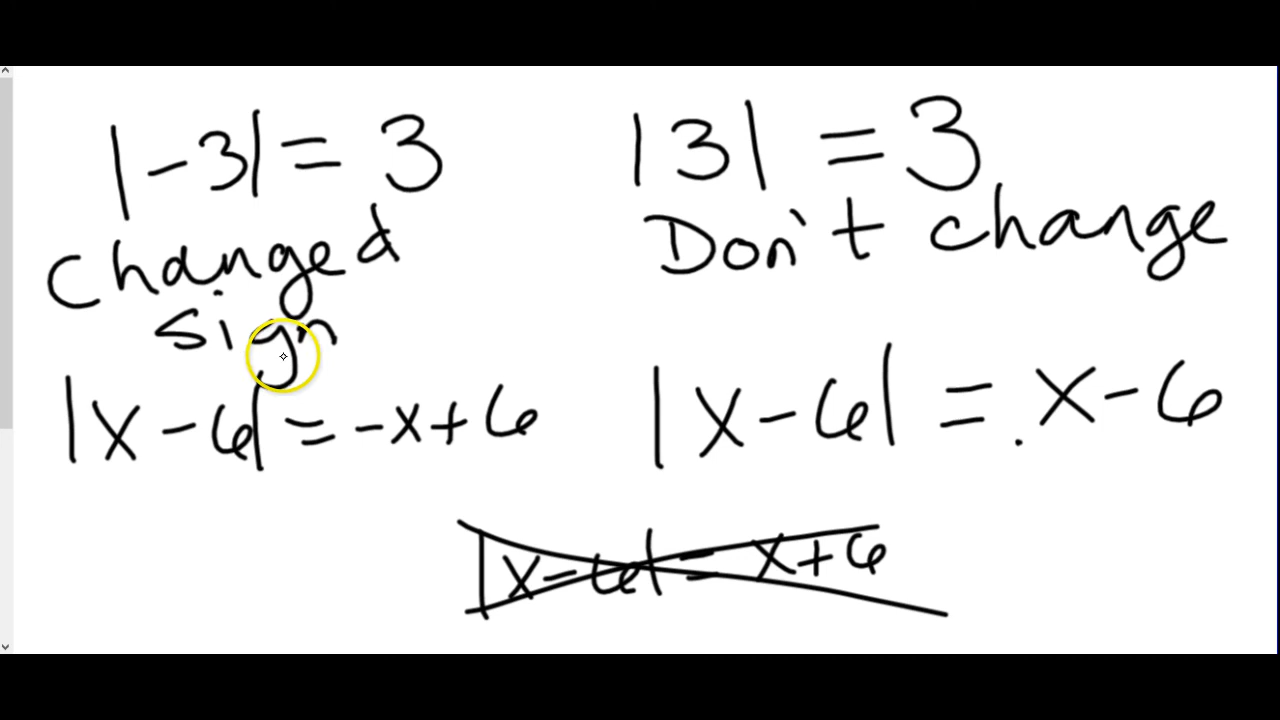 |-3| = 3
changed
sign
|x-6| = -x+6
|3| = 3
Don't change
|x-6| = x-6
|x-6| = x+6